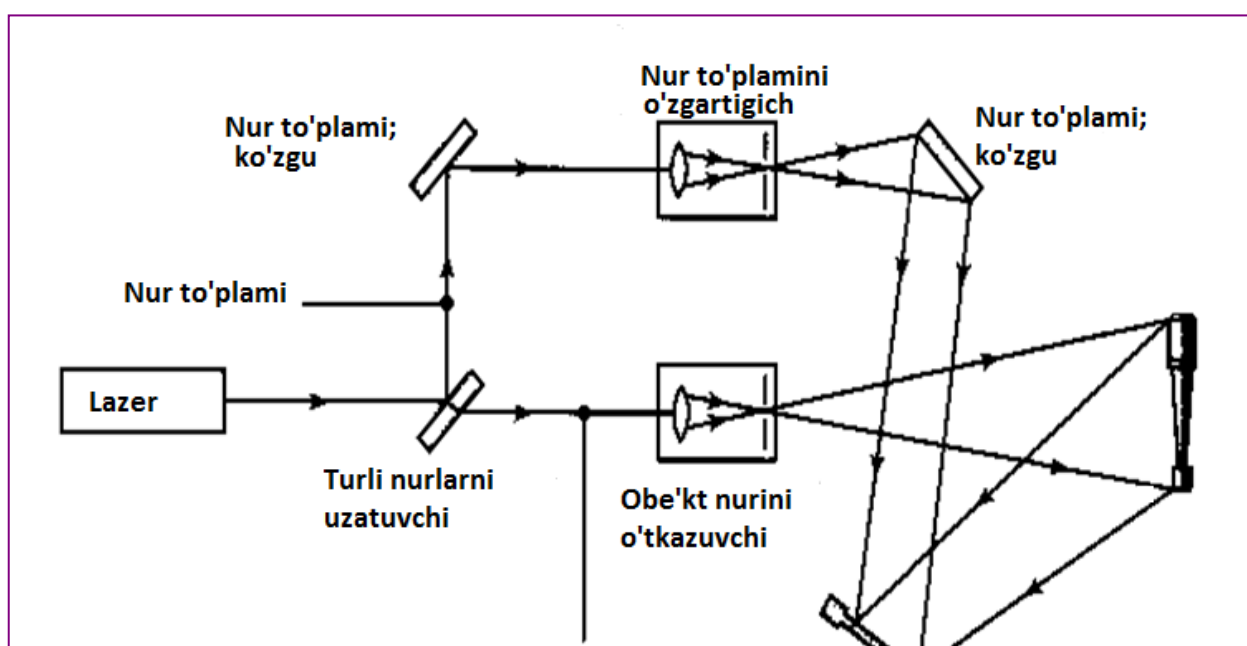 Nur to'plamini
o'zgartigich
Nur to'plami;
ko'zgu
Nur to'plami;
ko'zgu
Nur to'plami
Lazer
Turli nurlarni
uzatuvchi
Obe'kt nurini
o'tkazuvchi